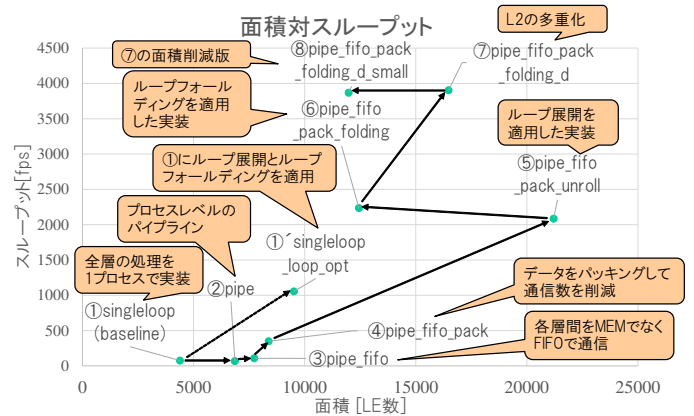 面積対スループット
L2の多重化
⑦の面積削減版
⑧pipe_fifo_pack
_folding_d_small
⑦pipe_fifo_pack
_folding_d
ループフォール
ディングを適用
した実装
⑥pipe_fifo
_pack_folding
ループ展開を
適用した実装
⑤pipe_fifo
_pack_unroll
①にループ展開とループ
フォールディングを適用
プロセスレベルの
パイプライン
①´singleloop
_loop_opt
全層の処理を
1プロセスで実装
②pipe
①singleloop
(baseline)
データをパッキングして
通信数を削減
④pipe_fifo_pack
各層間をMEMでなく
FIFOで通信
③pipe_fifo
スループット[fps]
4500
4000
3500
3000
2500
2000
1500
1000
500
0
0 5000 10000 15000 20000 25000
面積 [LE数]